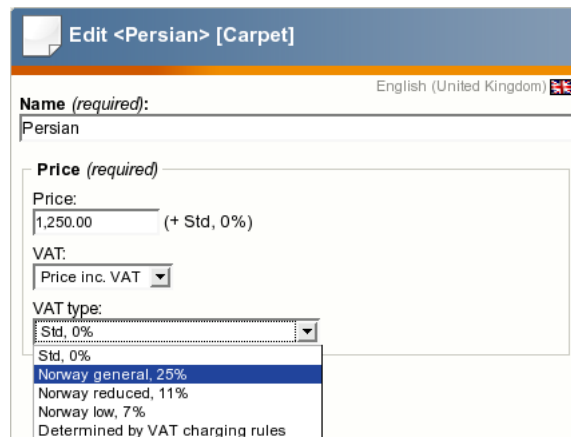 Edit <Persian> [Carpet]
English (United Kingdom)
Name (required):
Persian
Price (required)
Price:
1,250.00 (+ Std, 0%)
VAT:
Price inc. VAT
VAT type:
Std, 0%
Std, 0%
Norway general, 25%
Norway reduced, 11%
Norway low, 7%
Determined by VAT charging rules